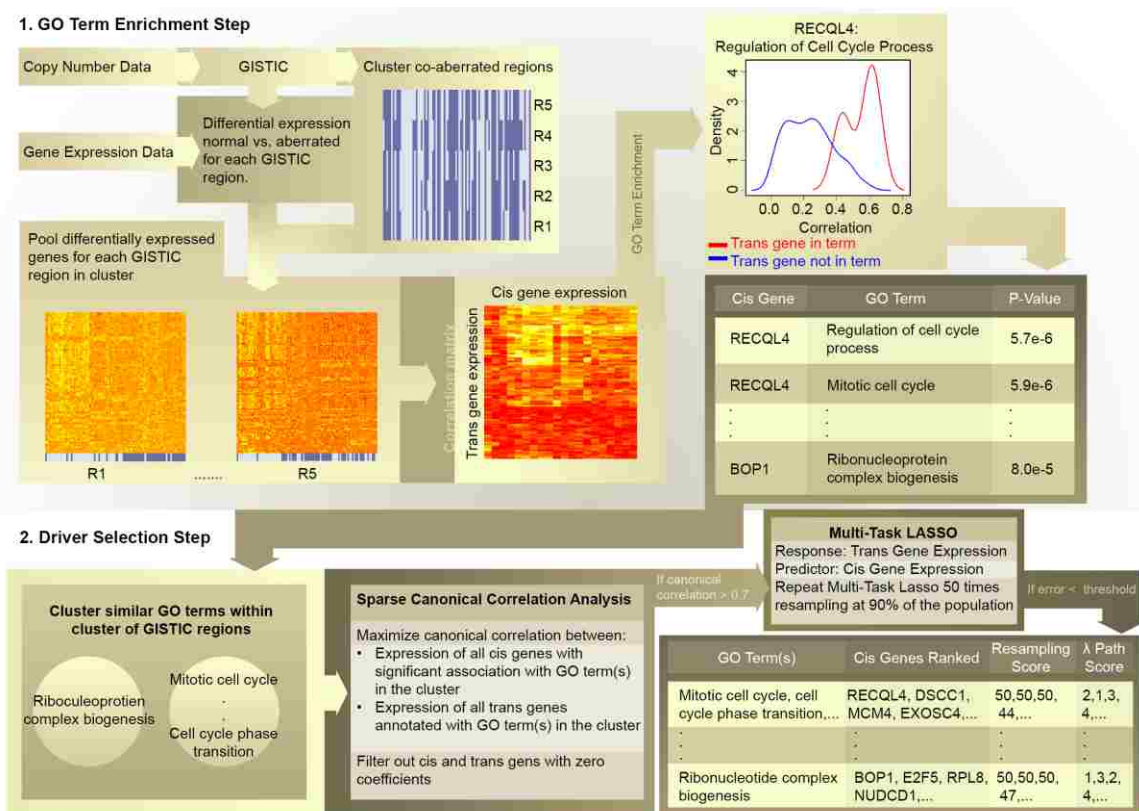 1. GO Term Enrichment Step
Copy Number Data
GISTIC
Cluster co-aberrated regions
R5
R4
R3
R2
R1
Gene Expression Data
Differential expression
normal vs, aberrated
for each GISTIC
region.
Pool differentially expressed
genes for each GISTIC
region in cluster
R1
.......
R5
Correlation matrix
Cis gene expression
Trans gene expression
GO Term Enrichment
RECQL4:
Regulation of Cell Cycle Process
Density
0 1 2 3 4
0.0 0.2 0.4 0.6 0.8
Correlation
Trans gene in term
Trans gene not in term
Cis Gene GO Term P-Value
RECQL4 Regulation of cell cycle process 5.7e-6
RECQL4 Mitotic cell cycle 5.9e-6
. . .
. . .
. . .
BOP1 Ribonucleoprotein complex biogenesis 8.0e-5
2. Driver Selection Step
Cluster similar GO terms within
cluster of GISTIC regions
Riboculeoprotien
complex biogenesis
Mitotic cell cycle
.
.
Cell cycle phase
transition
Sparse Canonical Correlation Analysis
Maximize canonical correlation between:
• Expression of all cis genes with
significant association with GO term(s)
in the cluster
• Expression of all trans genes
annotated with GO term(s) in the cluster
Filter out cis and trans gens with zero
coefficients
If canonical
correlation > 0.7
Multi-Task LASSO
Response: Trans Gene Expression
Predictor: Cis Gene Expression
Repeat Multi-Task Lasso 50 times
resampling at 90% of the population
If error < threshold
GO Term(s) Cis Genes Ranked Resampling Score λ Path Score
Mitotic cell cycle, cell RECQL4, DSCC1, 50,50,50, 2,1,3,
cycle phase transition,... MCM4, EXOSC4,... 44,... 4,...
. . . .
. . . .
. . . .
Ribonucleotide complex BOP1, E2F5, RPL8, 50,50,50, 1,3,2,
biogenesis NUDCD1,... 47,... 4,...